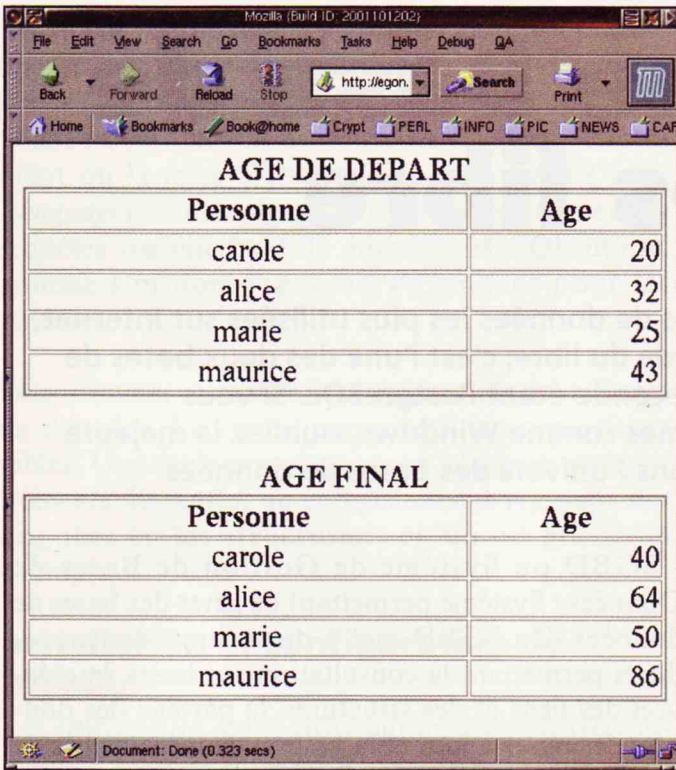 Mozilla {Build ID: 2001101202}
File Edit View Search Go Bookmarks Tasks Help Debug QA
Back Forward Reload Stop http://egon. Search Print
Home Bookmarks Book@home Crypt PERL INFO PIC NEWS CAF
AGE DE DEPART
Personne Age
carole 20
alice 32
marie 25
maurice 43
AGE FINAL
Personne Age
carole 40
alice 64
marie 50
maurice 86
Document: Done (0.323 secs)